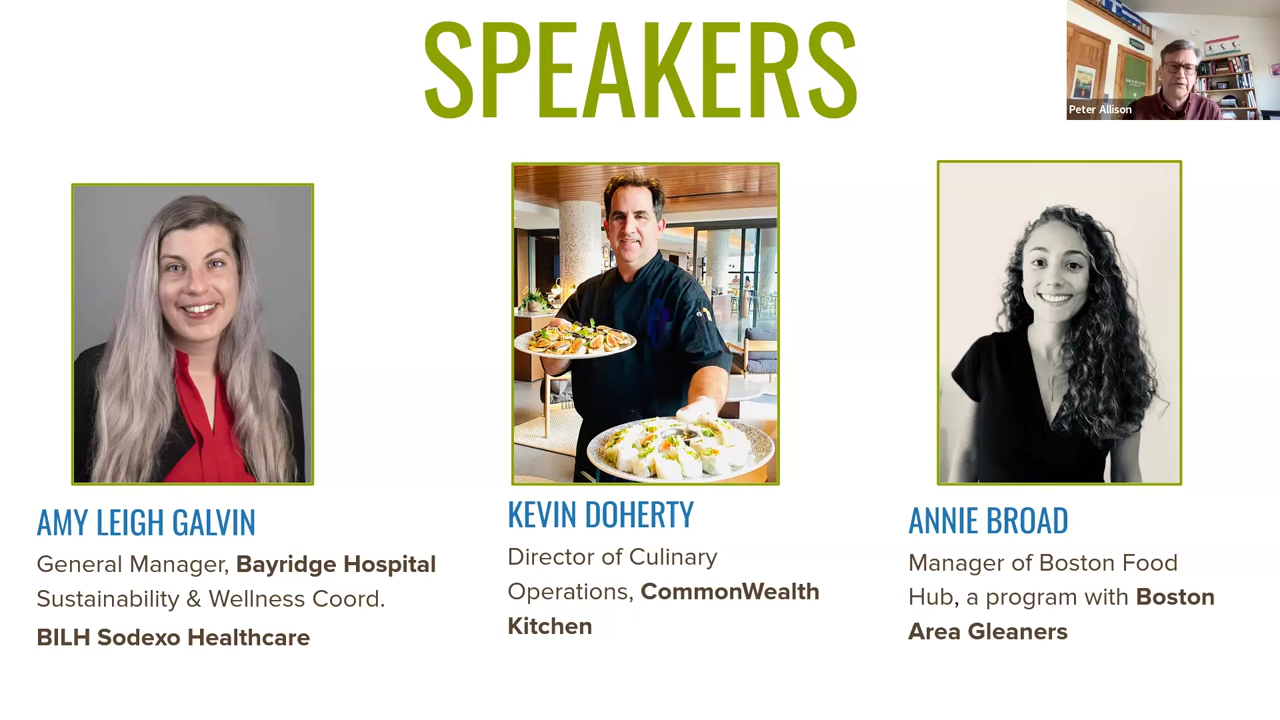 SPEAKERS
Peter Allison
AMY LEIGH GALVIN
General Manager, Bayridge Hospital
Sustainability & Wellness Coord.
BILH Sodexo Healthcare
KEVIN DOHERTY
Director of Culinary
Operations, CommonWealth
Kitchen
ANNIE BROAD
Manager of Boston Food
Hub, a program with Boston
Area Gleaners